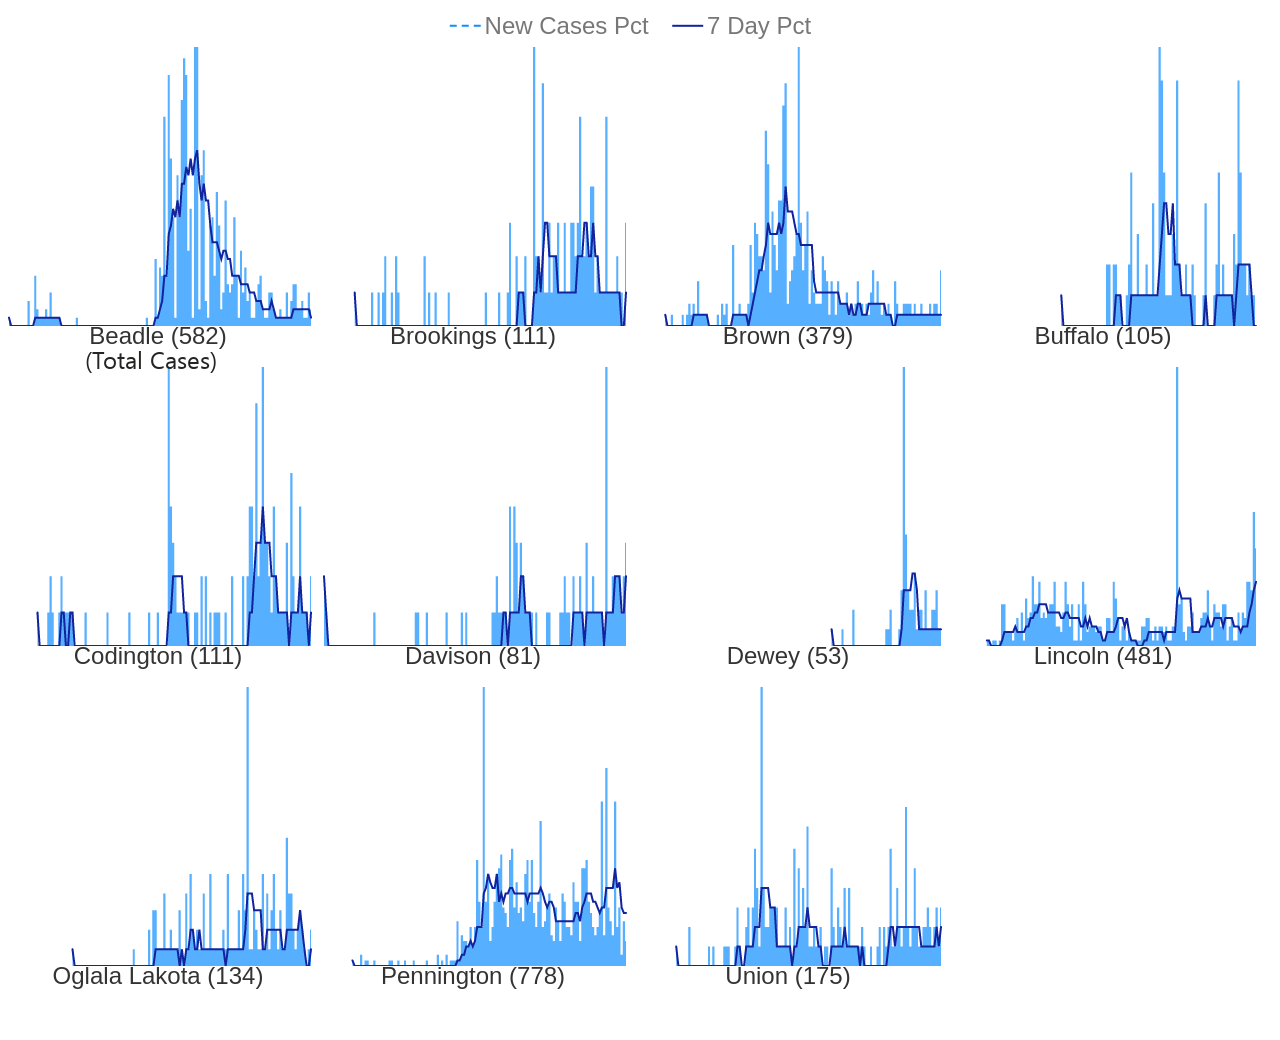 New Cases Pct 7 Day Pct
Beadle (582) Brookings (111) Brown (379) Buffalo (105)
(Total Cases)
Codington (111) Davison (81) Dewey (53) Lincoln (481)
Oglala Lakota (134) Pennington (778) Union (175)